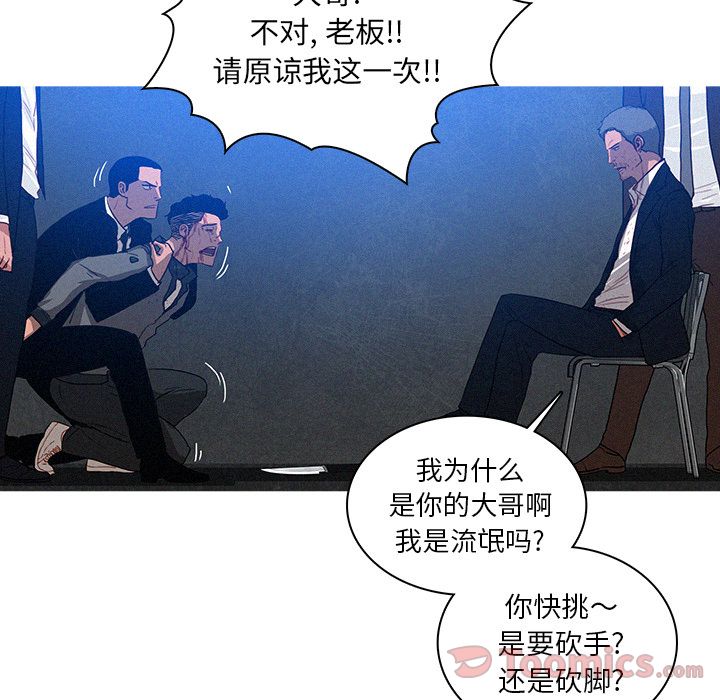 大哥!
不对, 老板!!
请原谅我这一次!!
我为什么
是你的大哥啊
我是流氓吗?
你快挑～
是要砍手?
还是砍脚?
Toomics.com